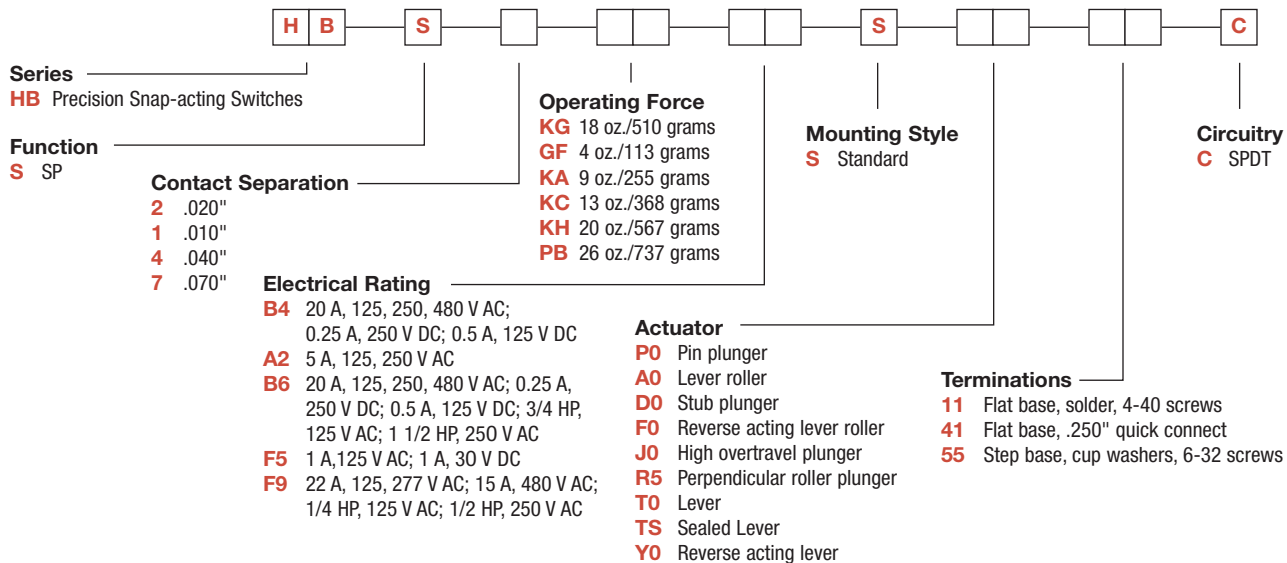 H B S S C
Series
HB Precision Snap-acting Switches
Function
S SP
Contact Separation
2 .020"
1 .010"
4 .040"
7 .070"
Operating Force
KG 18 oz./510 grams
GF 4 oz./113 grams
KA 9 oz./255 grams
KC 13 oz./368 grams
KH 20 oz./567 grams
PB 26 oz./737 grams
Electrical Rating
B4 20 A, 125, 250, 480 V AC;
0.25 A, 250 V DC; 0.5 A, 125 V DC
A2 5 A, 125, 250 V AC
B6 20 A, 125, 250, 480 V AC; 0.25 A,
250 V DC; 0.5 A, 125 V DC; 3/4 HP,
125 V AC; 1 1/2 HP, 250 V AC
F5 1 A,125 V AC; 1 A, 30 V DC
F9 22 A, 125, 277 V AC; 15 A, 480 V AC;
1/4 HP, 125 V AC; 1/2 HP, 250 V AC
Mounting Style
S Standard
Actuator
P0 Pin plunger
A0 Lever roller
D0 Stub plunger
F0 Reverse acting lever roller
J0 High overtravel plunger
R5 Perpendicular roller plunger
T0 Lever
TS Sealed Lever
Y0 Reverse acting lever
Terminations
11 Flat base, solder, 4-40 screws
41 Flat base, .250" quick connect
55 Step base, cup washers, 6-32 screws
Circuitry
C SPDT